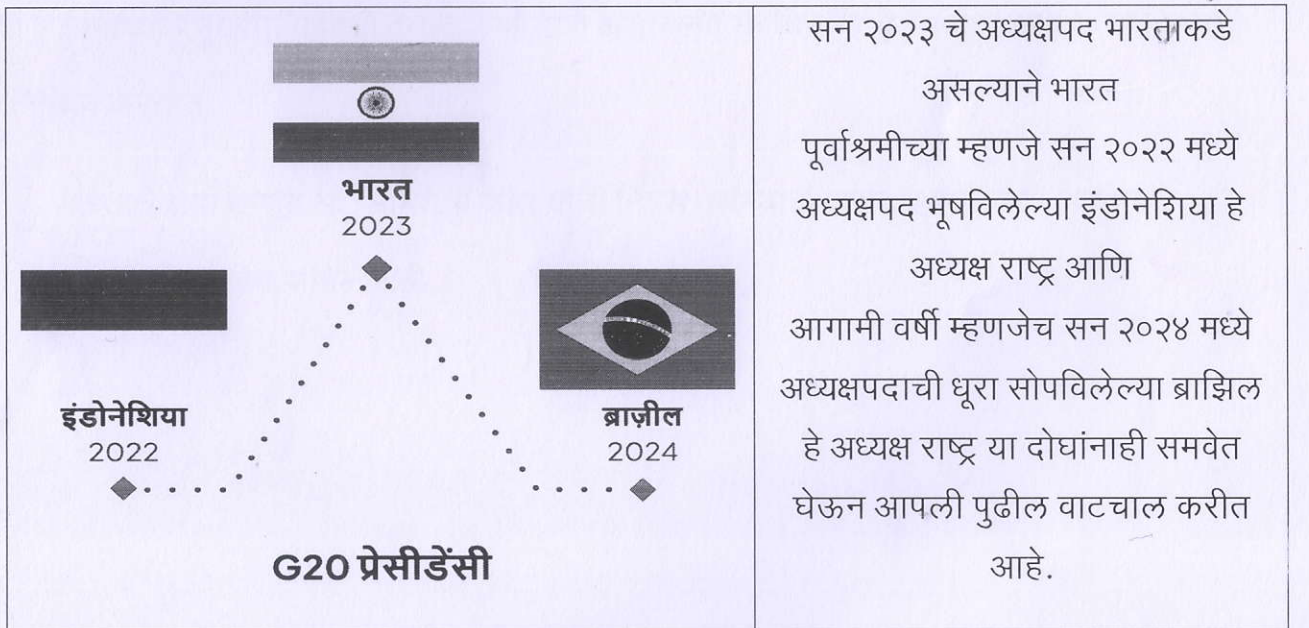 भारत
2023
इंडोनेशिया
2022
ब्राज़ील
2024
G20 प्रेसीडेंसी
सन २०२३ चे अध्यक्षपद भारताकडे
असल्याने भारत
पूर्वाश्रमीच्या म्हणजे सन २०२२ मध्ये
अध्यक्षपद भूषविलेल्या इंडोनेशिया हे
अध्यक्ष राष्ट्र आणि
आगामी वर्षी म्हणजेच सन २०२४ मध्ये
अध्यक्षपदाची धूरा सोपविलेल्या ब्राझिल
हे अध्यक्ष राष्ट्र या दोघांनाही समवेत
घेऊन आपली पुढील वाटचाल करीत
आहे.